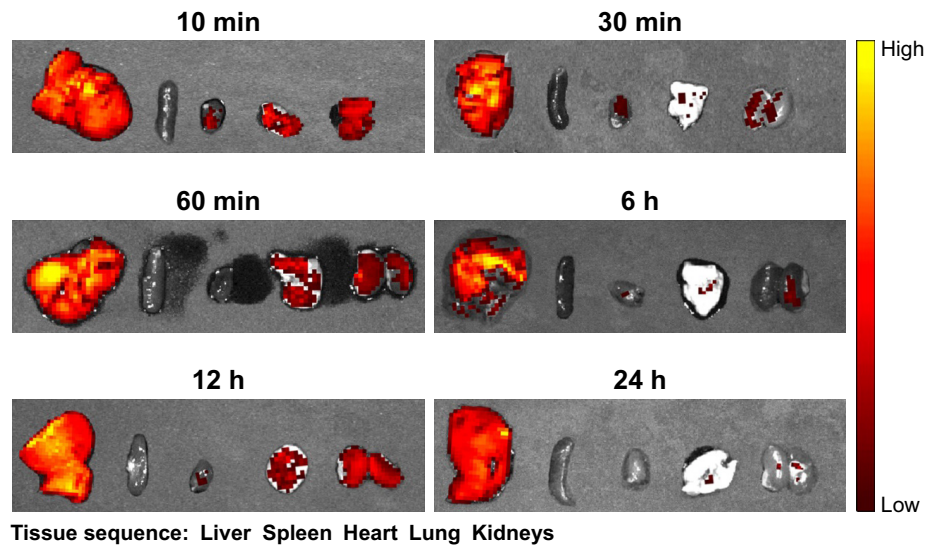 10 min
30 min
High
60 min
6 h
12 h
24 h
Low
Tissue sequence: Liver Spleen Heart Lung Kidneys